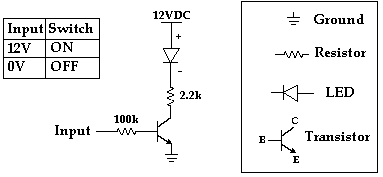 Input Switch
12V ON
0V OFF
12VDC
+
-
2.2k
100k
Input
Ground
Resistor
LED
C
B
E
Transistor